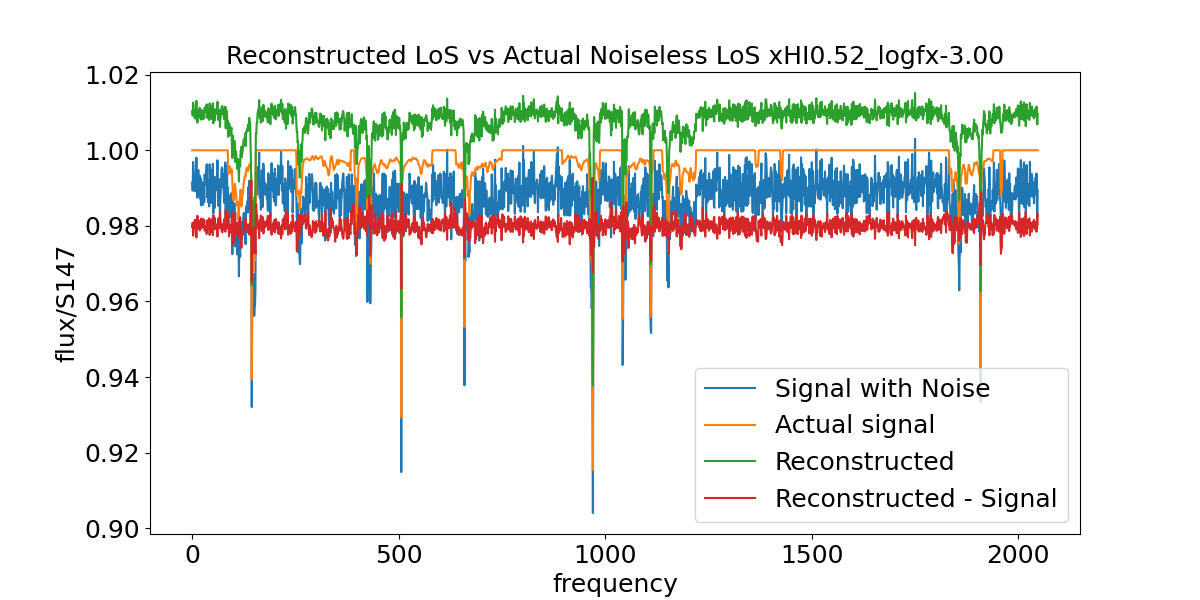 Reconstructed LoS vs Actual Noiseless LoS xHI0.52_logfx-3.00
1.02
1.00
0.98
0.96
0.94
0.92
0.90
flux/S147
Signal with Noise
Actual signal
Reconstructed
Reconstructed - Signal
0 500 1000 1500 2000
frequency